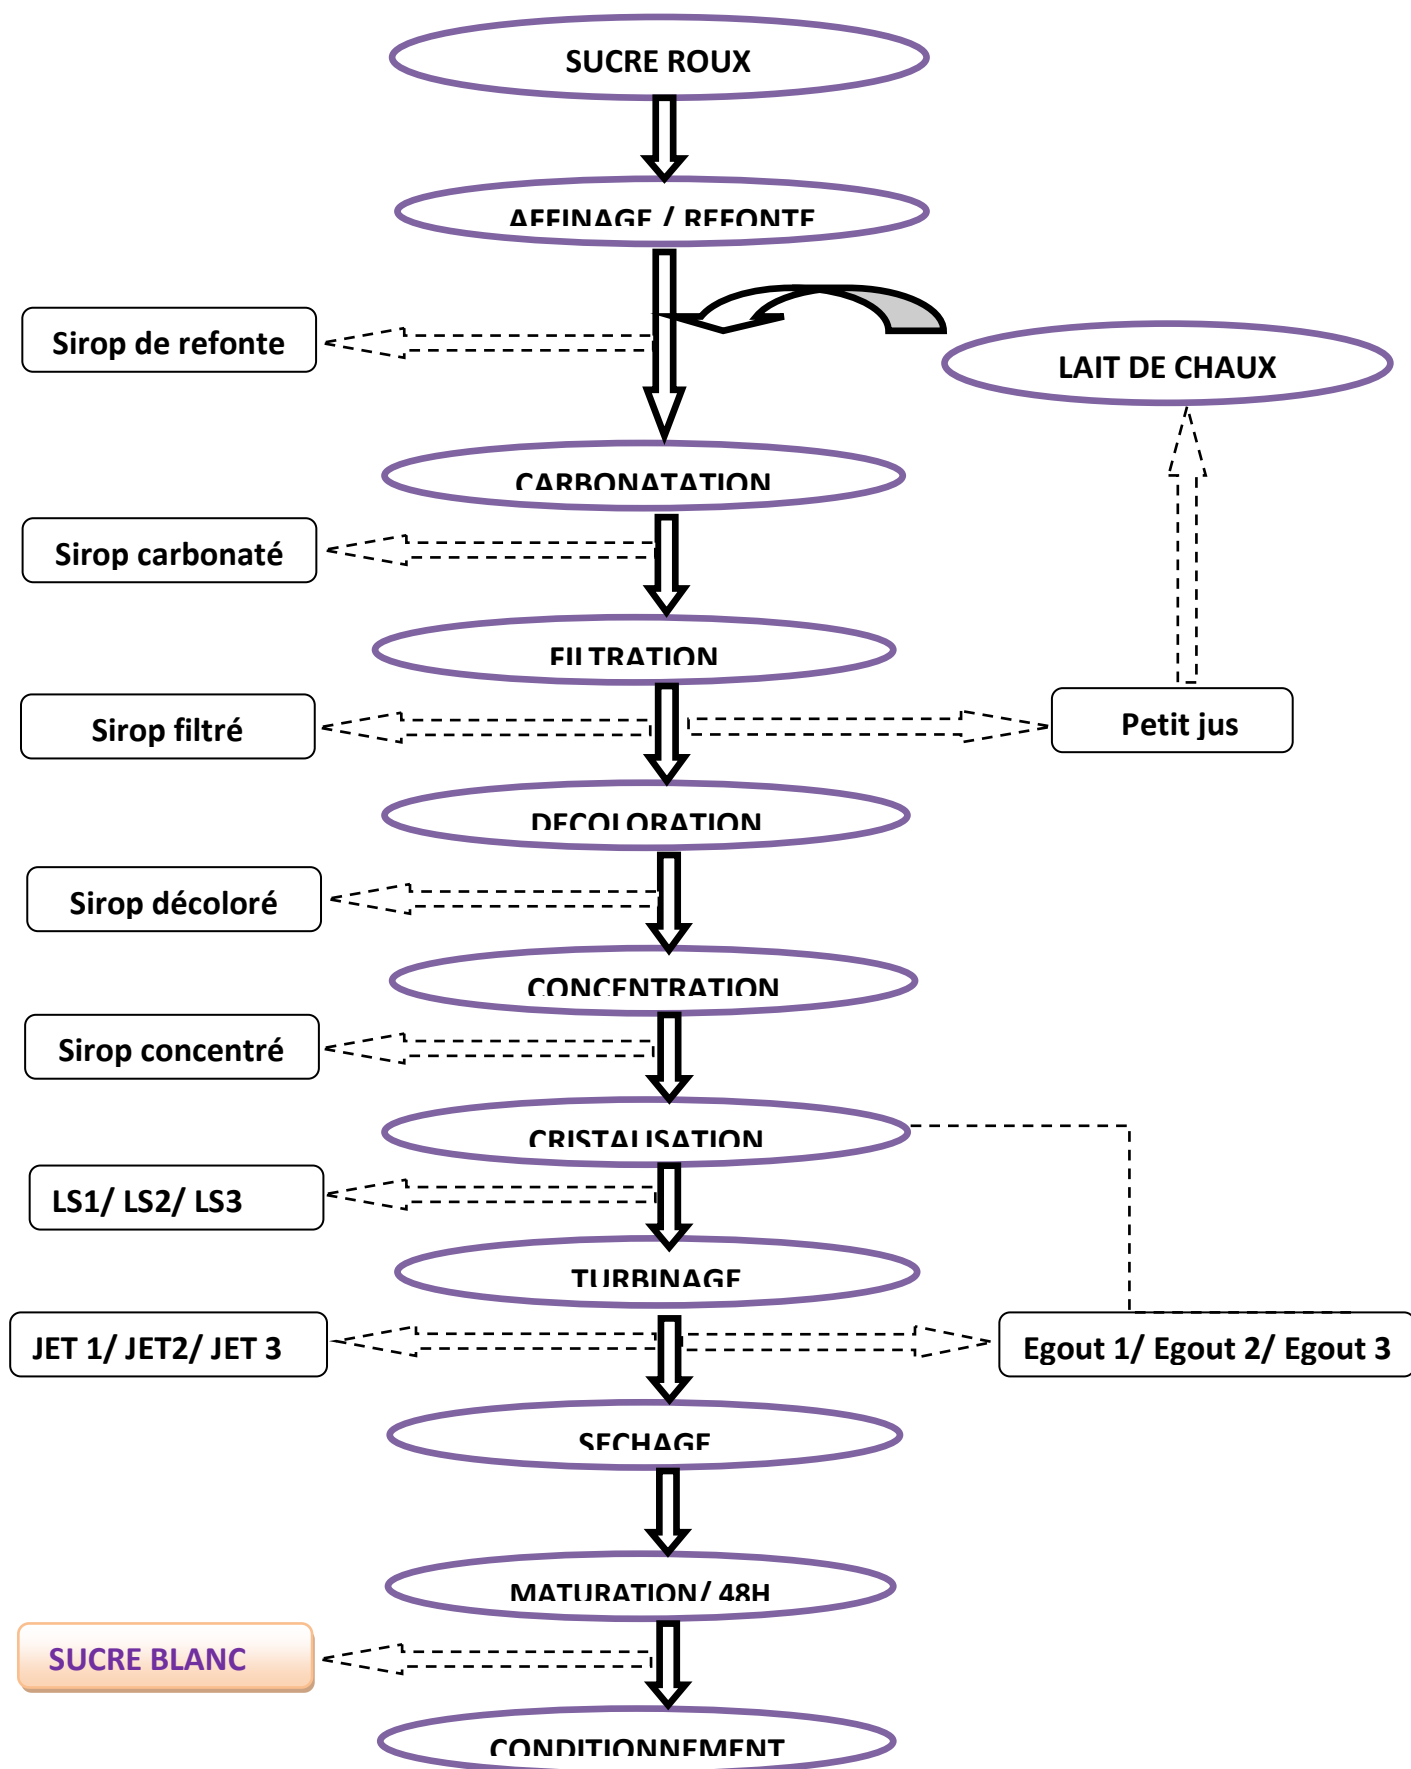 SUCRE ROUX
AFFINAGE / REFONTE
Sirop de refonte
LAIT DE CHAUX
CARBONATATION
Sirop carbonaté
FILTRATION
Sirop filtré
Petit jus
DECOLORATION
Sirop décoloré
CONCENTRATION
Sirop concentré
CRISTALISATION
LS1/ LS2/ LS3
TURBINAGE
JET 1/ JET2/ JET 3
Egout 1/ Egout 2/ Egout 3
SECHAGE
MATURATION/ 48H
SUCRE BLANC
CONDITIONNEMENT